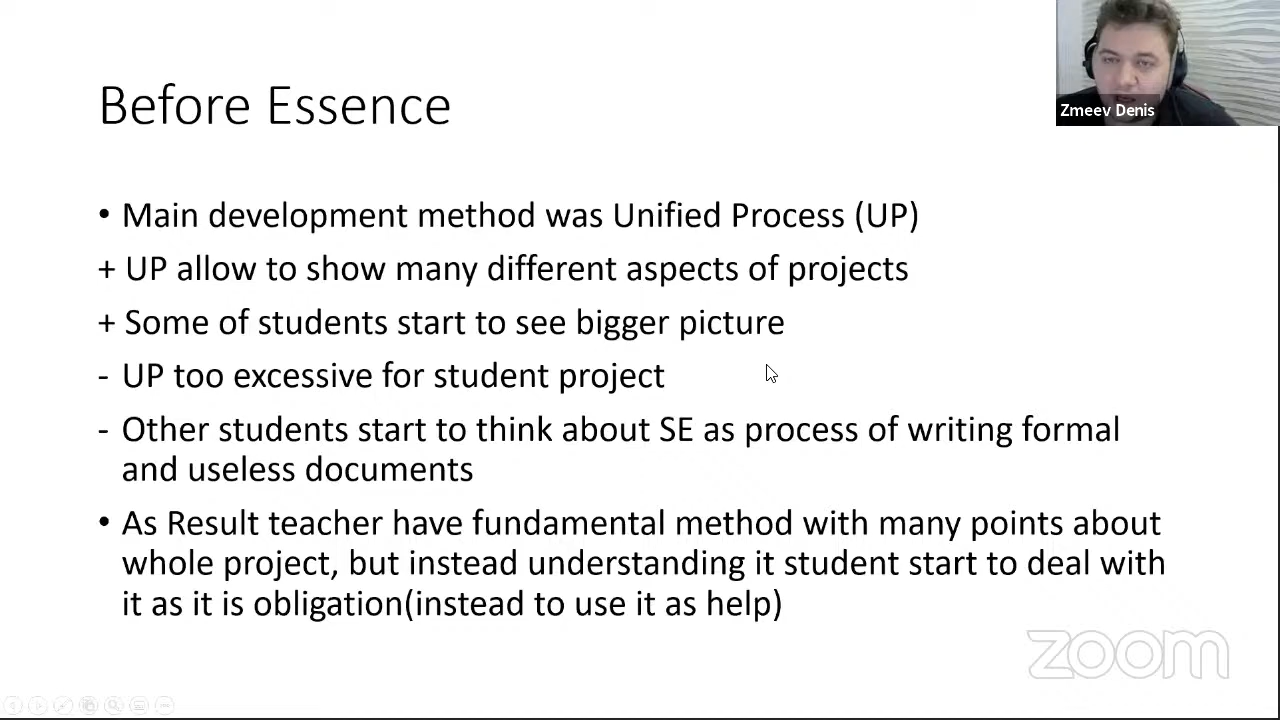 Before Essence
Zmeev Denis
• Main development method was Unified Process (UP)
+ UP allow to show many different aspects of projects
+ Some of students start to see bigger picture
- UP too excessive for student project
- Other students start to think about SE as process of writing formal
and useless documents
• As Result teacher have fundamental method with many points about
whole project, but instead understanding it student start to deal with
it as it is obligation(instead to use it as help)
zoom